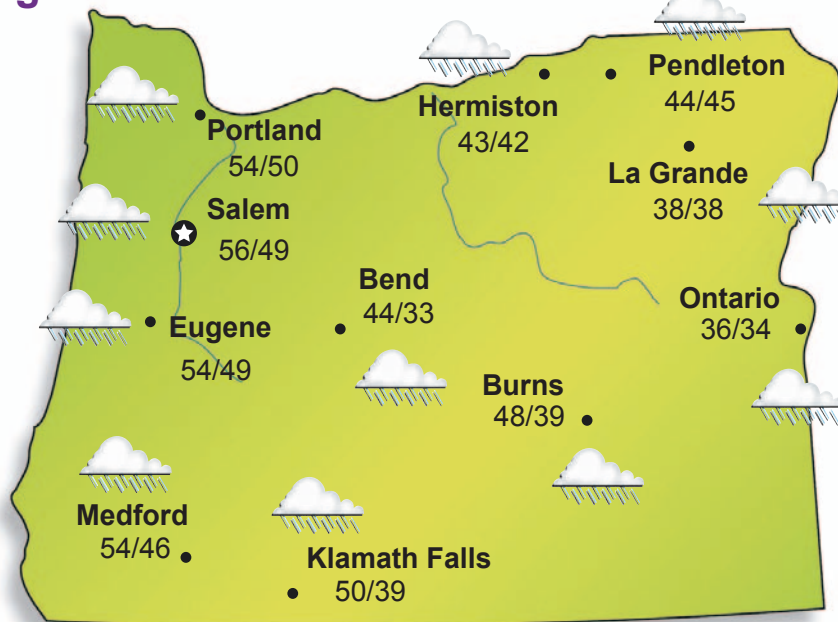 g
Portland
54/50
Salem
56/49
Eugene
54/49
Medford
54/46
Klamath Falls
50/39
Bend
44/33
Burns
48/39
Hermiston
43/42
Pendleton
44/45
La Grande
38/38
Ontario
36/34